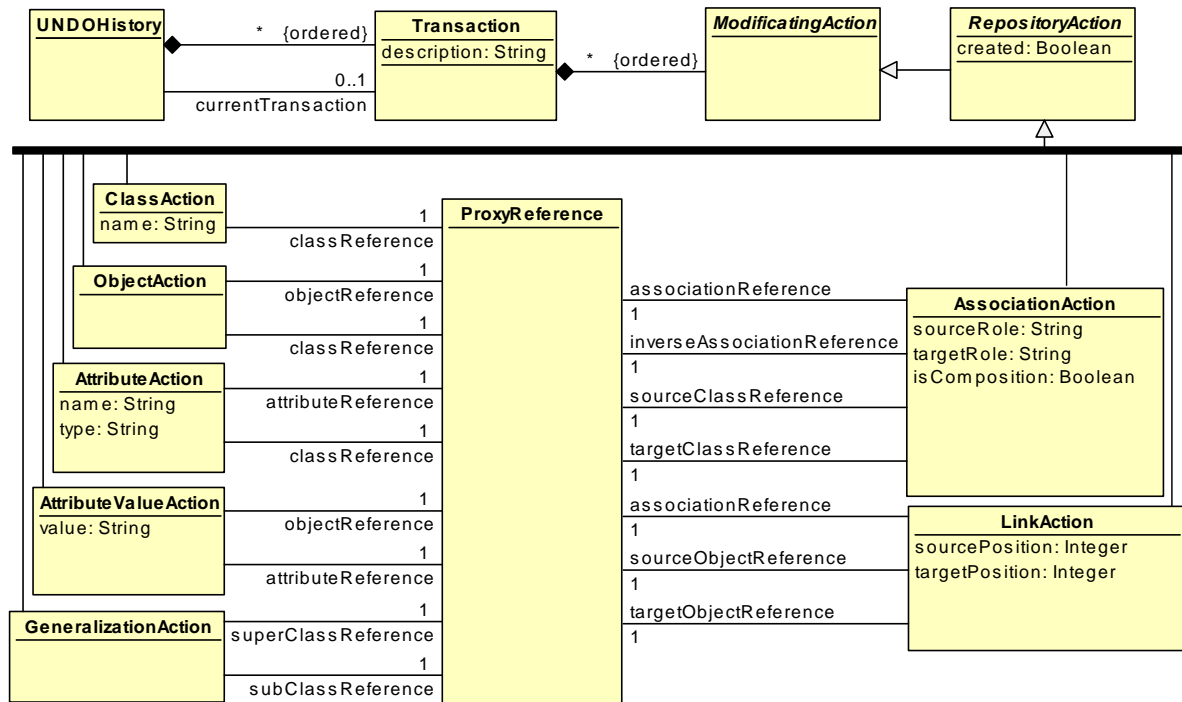 UNDOHistory
* {ordered}
0..1
currentTransaction
Transaction
description: String
* {ordered}
ModificatingAction
RepositoryAction
created: Boolean
ClassAction
name: String
1
classReference
ObjectAction
1
objectReference
1
classReference
AttributeAction
name: String
type: String
1
attributeReference
1
classReference
AttributeValueAction
value: String
1
objectReference
1
attributeReference
GeneralizationAction
1
superClassReference
1
subClassReference
ProxyReference
associationReference
1
inverseAssociationReference
1
sourceClassReference
1
targetClassReference
1
AssociationAction
sourceRole: String
targetRole: String
isComposition: Boolean
associationReference
1
sourceObjectReference
1
targetObjectReference
1
LinkAction
sourcePosition: Integer
targetPosition: Integer